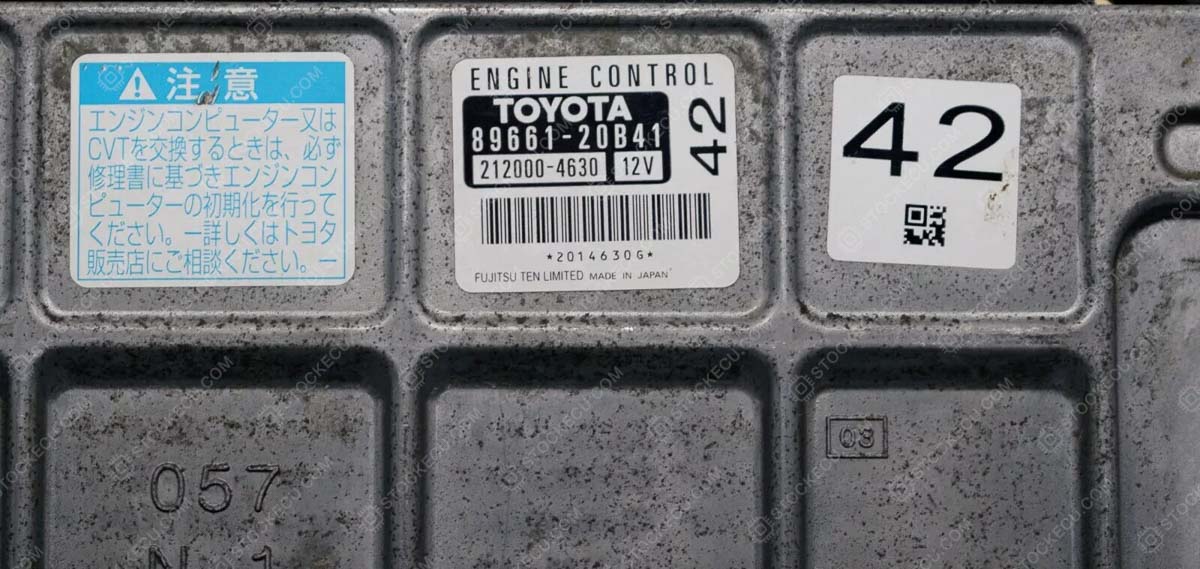 注意
エンジンコンピューター又は
CVTを交換するときは、必ず
修理書に基づきエンジンコン
ピューターの初期化を行って
ください。ー詳しくはトヨタ
販売店にご相談ください。ー
ENGINE CONTROL
TOYOTA
89661-20B41
212000-4630 12V
42
*2014630G*
FUJITSU TEN LIMITED MADE IN JAPAN
42
03
057
N 1
STOCKECU.COM